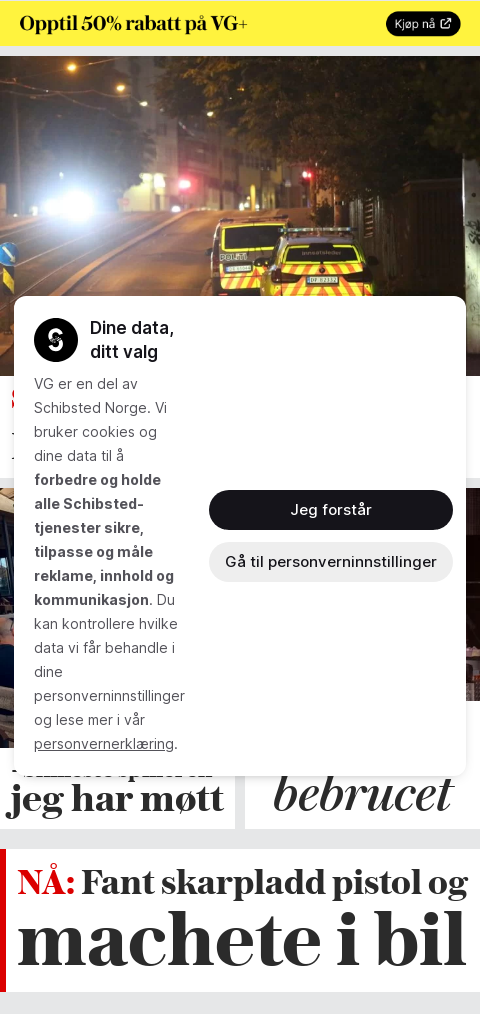 Opptil 50% rabatt på VG+
Kjøp nå
POLITI
Dine data,
ditt valg
VG er en del av
Schibsted Norge. Vi
bruker cookies og
dine data til å
forbedre og holde
alle Schibsted-
tjenester sikre,
tilpasse og måle
reklame, innhold og
kommunikasjon. Du
kan kontrollere hvilke
data vi får behandle i
dine
personverninnstillinger
og lese mer i vår
personvernerklæring.
Jeg forstår
Gå til personverninnstillinger
jeg har møtt
bebrucet
NÅ: Fant skarpladd pistol og
machete i bil